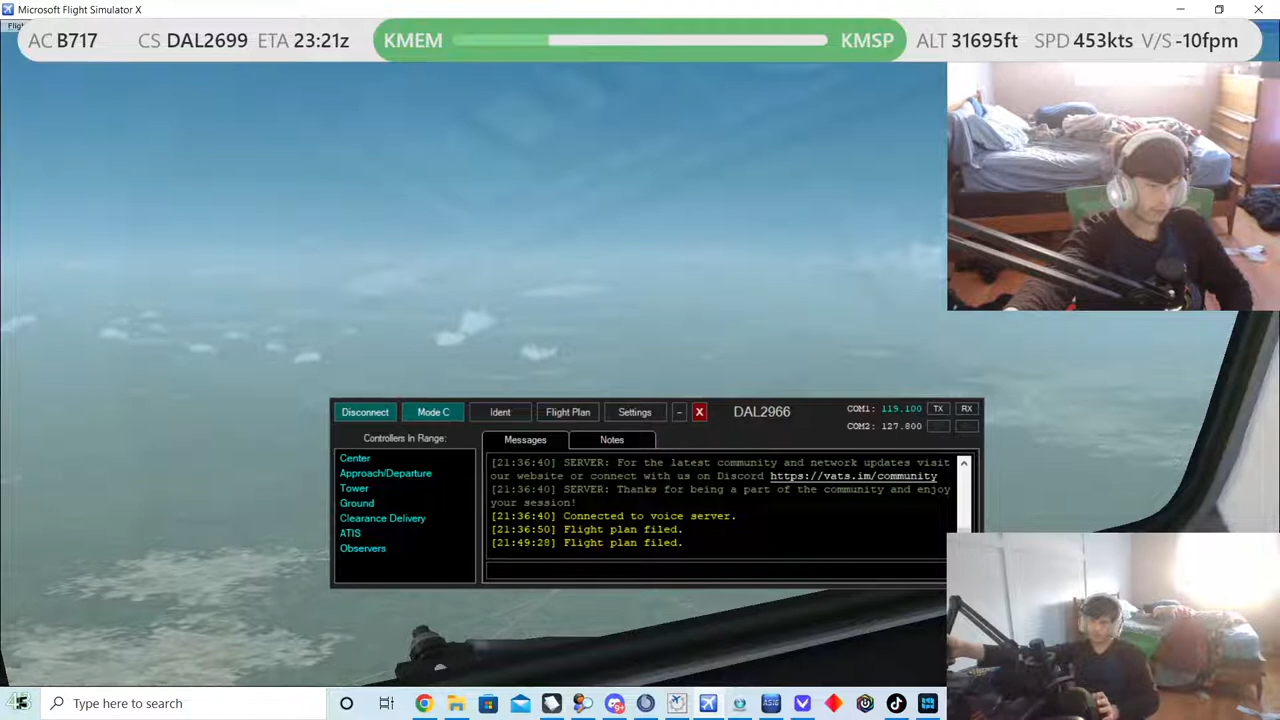 Microsoft Flight Simulator X
AC B717 CS DAL2699 ETA 23:21z KMEM KMSP ALT 31695ft SPD 453kts V/S -10fpm
Disconnect Mode C Ident Flight Plan Settings – X DAL2966 COM1: 119.100 TX RX
COM2: 127.800
Controllers In Range:
Center
Approach/Departure
Tower
Ground
Clearance Delivery
ATIS
Observers
Messages Notes
[21:36:40] SERVER: For the latest community and network updates visit
our website or connect with us on Discord https://vats.im/community
[21:36:40] SERVER: Thanks for being a part of the community and enjoy
your session!
[21:36:40] Connected to voice server.
[21:36:50] Flight plan filed.
[21:49:28] Flight plan filed.
Type here to search